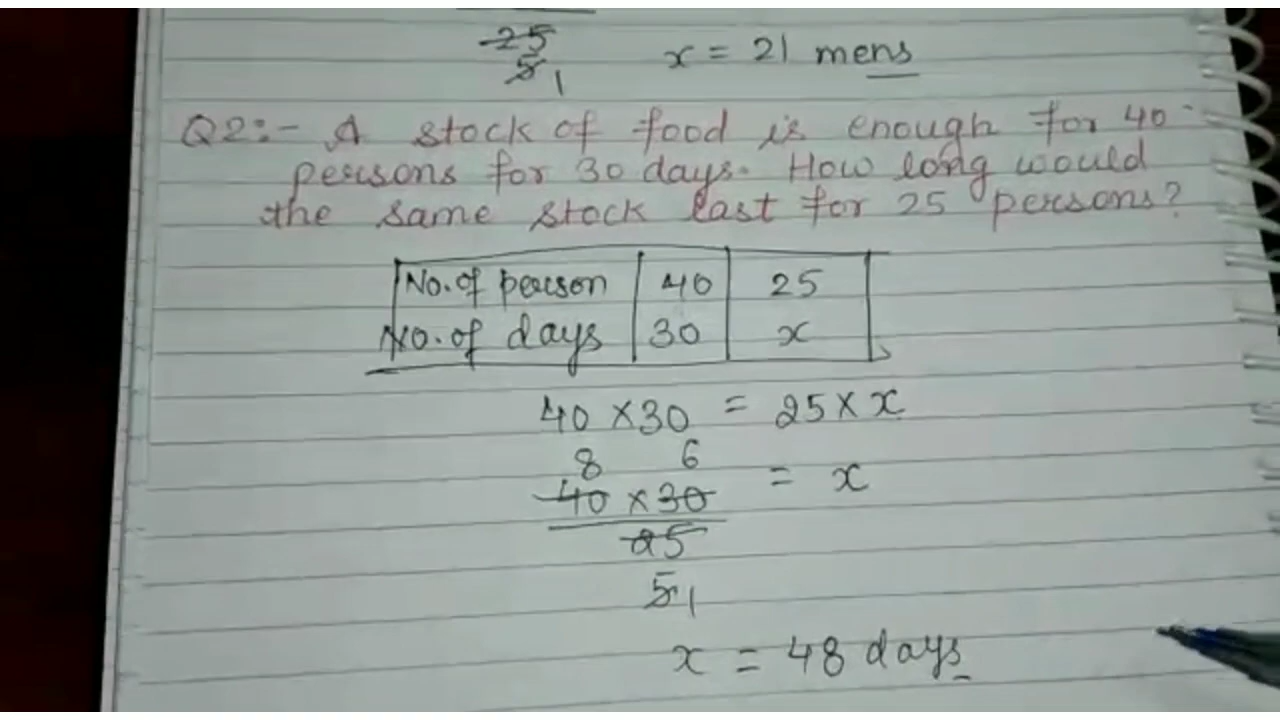 25
5 1
x = 21 mens
Q2:- A stock of food is enough for 40
persons for 30 days. How long would
the same stock last for 25 persons?
No. of person 40 25
No. of days 30 x
40 × 30 = 25 × x
8 6
40 × 30 = x
25
5 1
x = 48 days